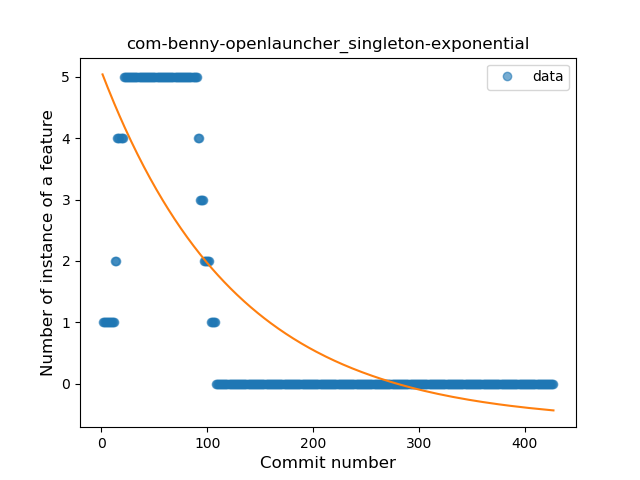 com-benny-openlauncher_singleton-exponential
data
Number of instance of a feature
5
4
3
2
1
0
0 100 200 300 400
Commit number